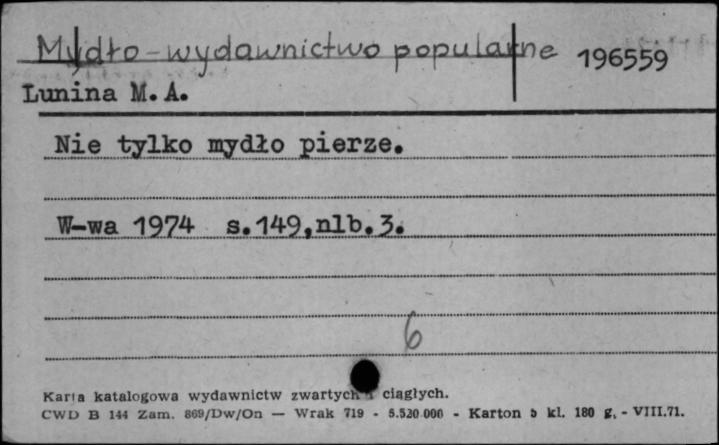 Mydło - wydawnictwo popularne 196559
Lunina M. A.
Nie tylko mydło pierze.
W-wa 1974 s.149,nlb.3.
6
Karta katalogowa wydawnictw zwartych i ciągłych.
CWD B 144 Zam. 869/Dw/On — Wrak 719 - 5.520.000 - Karton 5 kl. 180 g. - VIII.71.